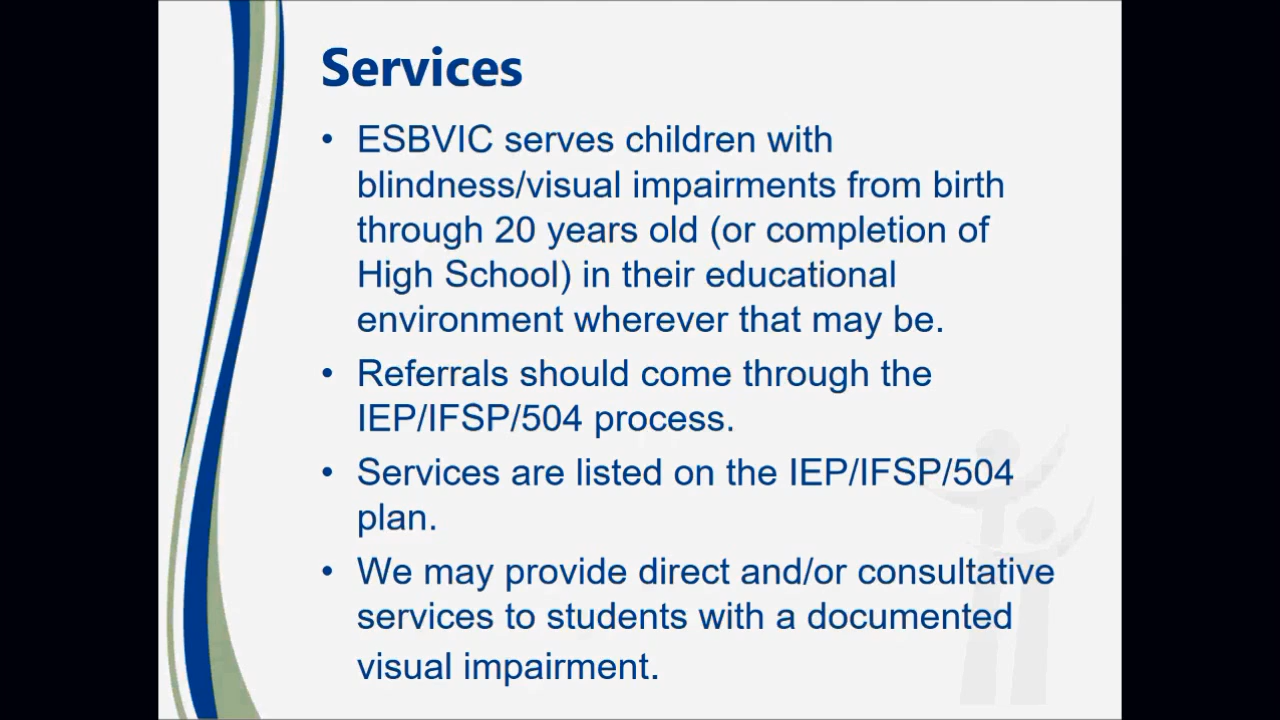 Services
• ESBVIC serves children with
blindness/visual impairments from birth
through 20 years old (or completion of
High School) in their educational
environment wherever that may be.
• Referrals should come through the
IEP/IFSP/504 process.
• Services are listed on the IEP/IFSP/504
plan.
• We may provide direct and/or consultative
services to students with a documented
visual impairment.